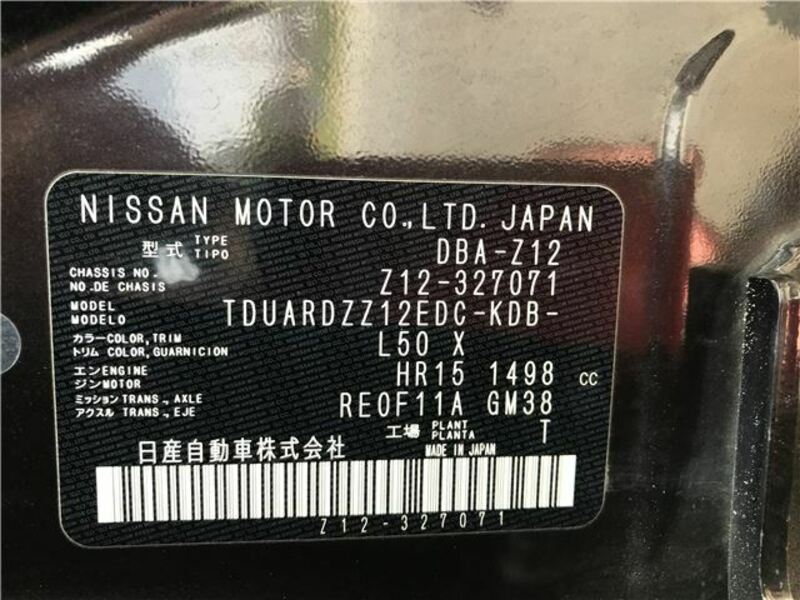 NISSAN MOTOR CO.,LTD. JAPAN
型式 TYPE TIPO DBA-Z12
CHASSIS NO. NO.DE CHASIS Z12-327071
MODEL MODELO TDUARDZZ12EDC-KDB-
カラー COLOR,TRIM トリム COLOR,GUARNICION L50 X
エンジン ENGINE MOTOR HR15 1498 CC
ミッション TRANS., AXLE アクスル TRANS., EJE RE0F11A GM38
工場 PLANT PLANTA T
日産自動車株式会社 MADE IN JAPAN
Z12-327071